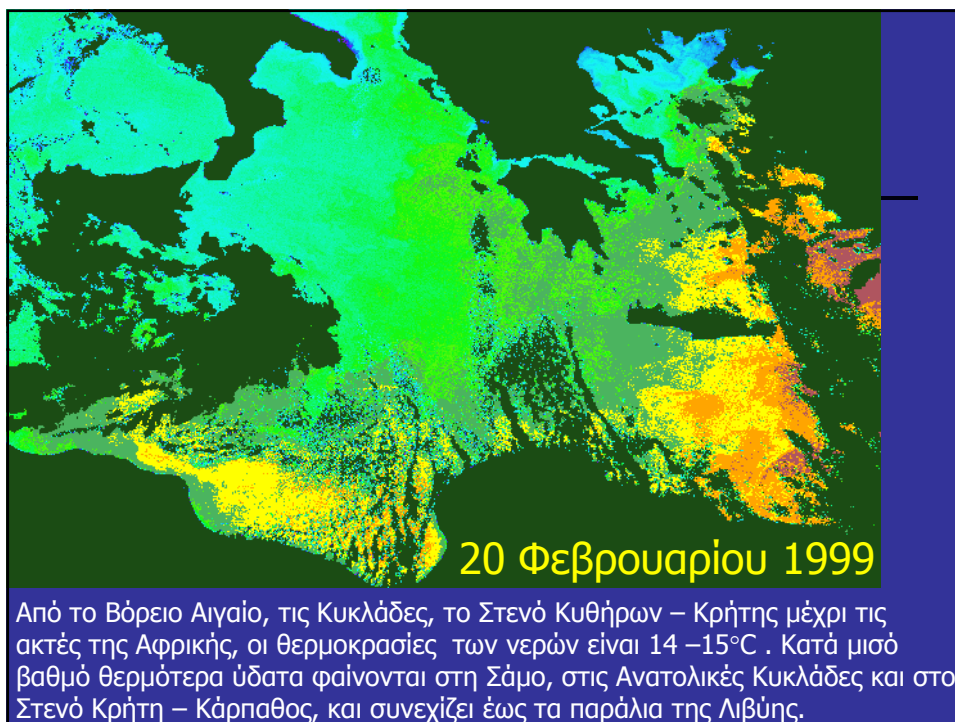 20 Φεβρουαρίου 1999
Από το Βόρειο Αιγαίο, τις Κυκλάδες, το Στενό Κυθήρων – Κρήτης μέχρι τις
ακτές της Αφρικής, οι θερμοκρασίες των νερών είναι 14 –15°C . Κατά μισό
βαθμό θερμότερα ύδατα φαίνονται στη Σάμο, στις Ανατολικές Κυκλάδες και στο
Στενό Κρήτη – Κάρπαθος, και συνεχίζει έως τα παράλια της Λιβύης.